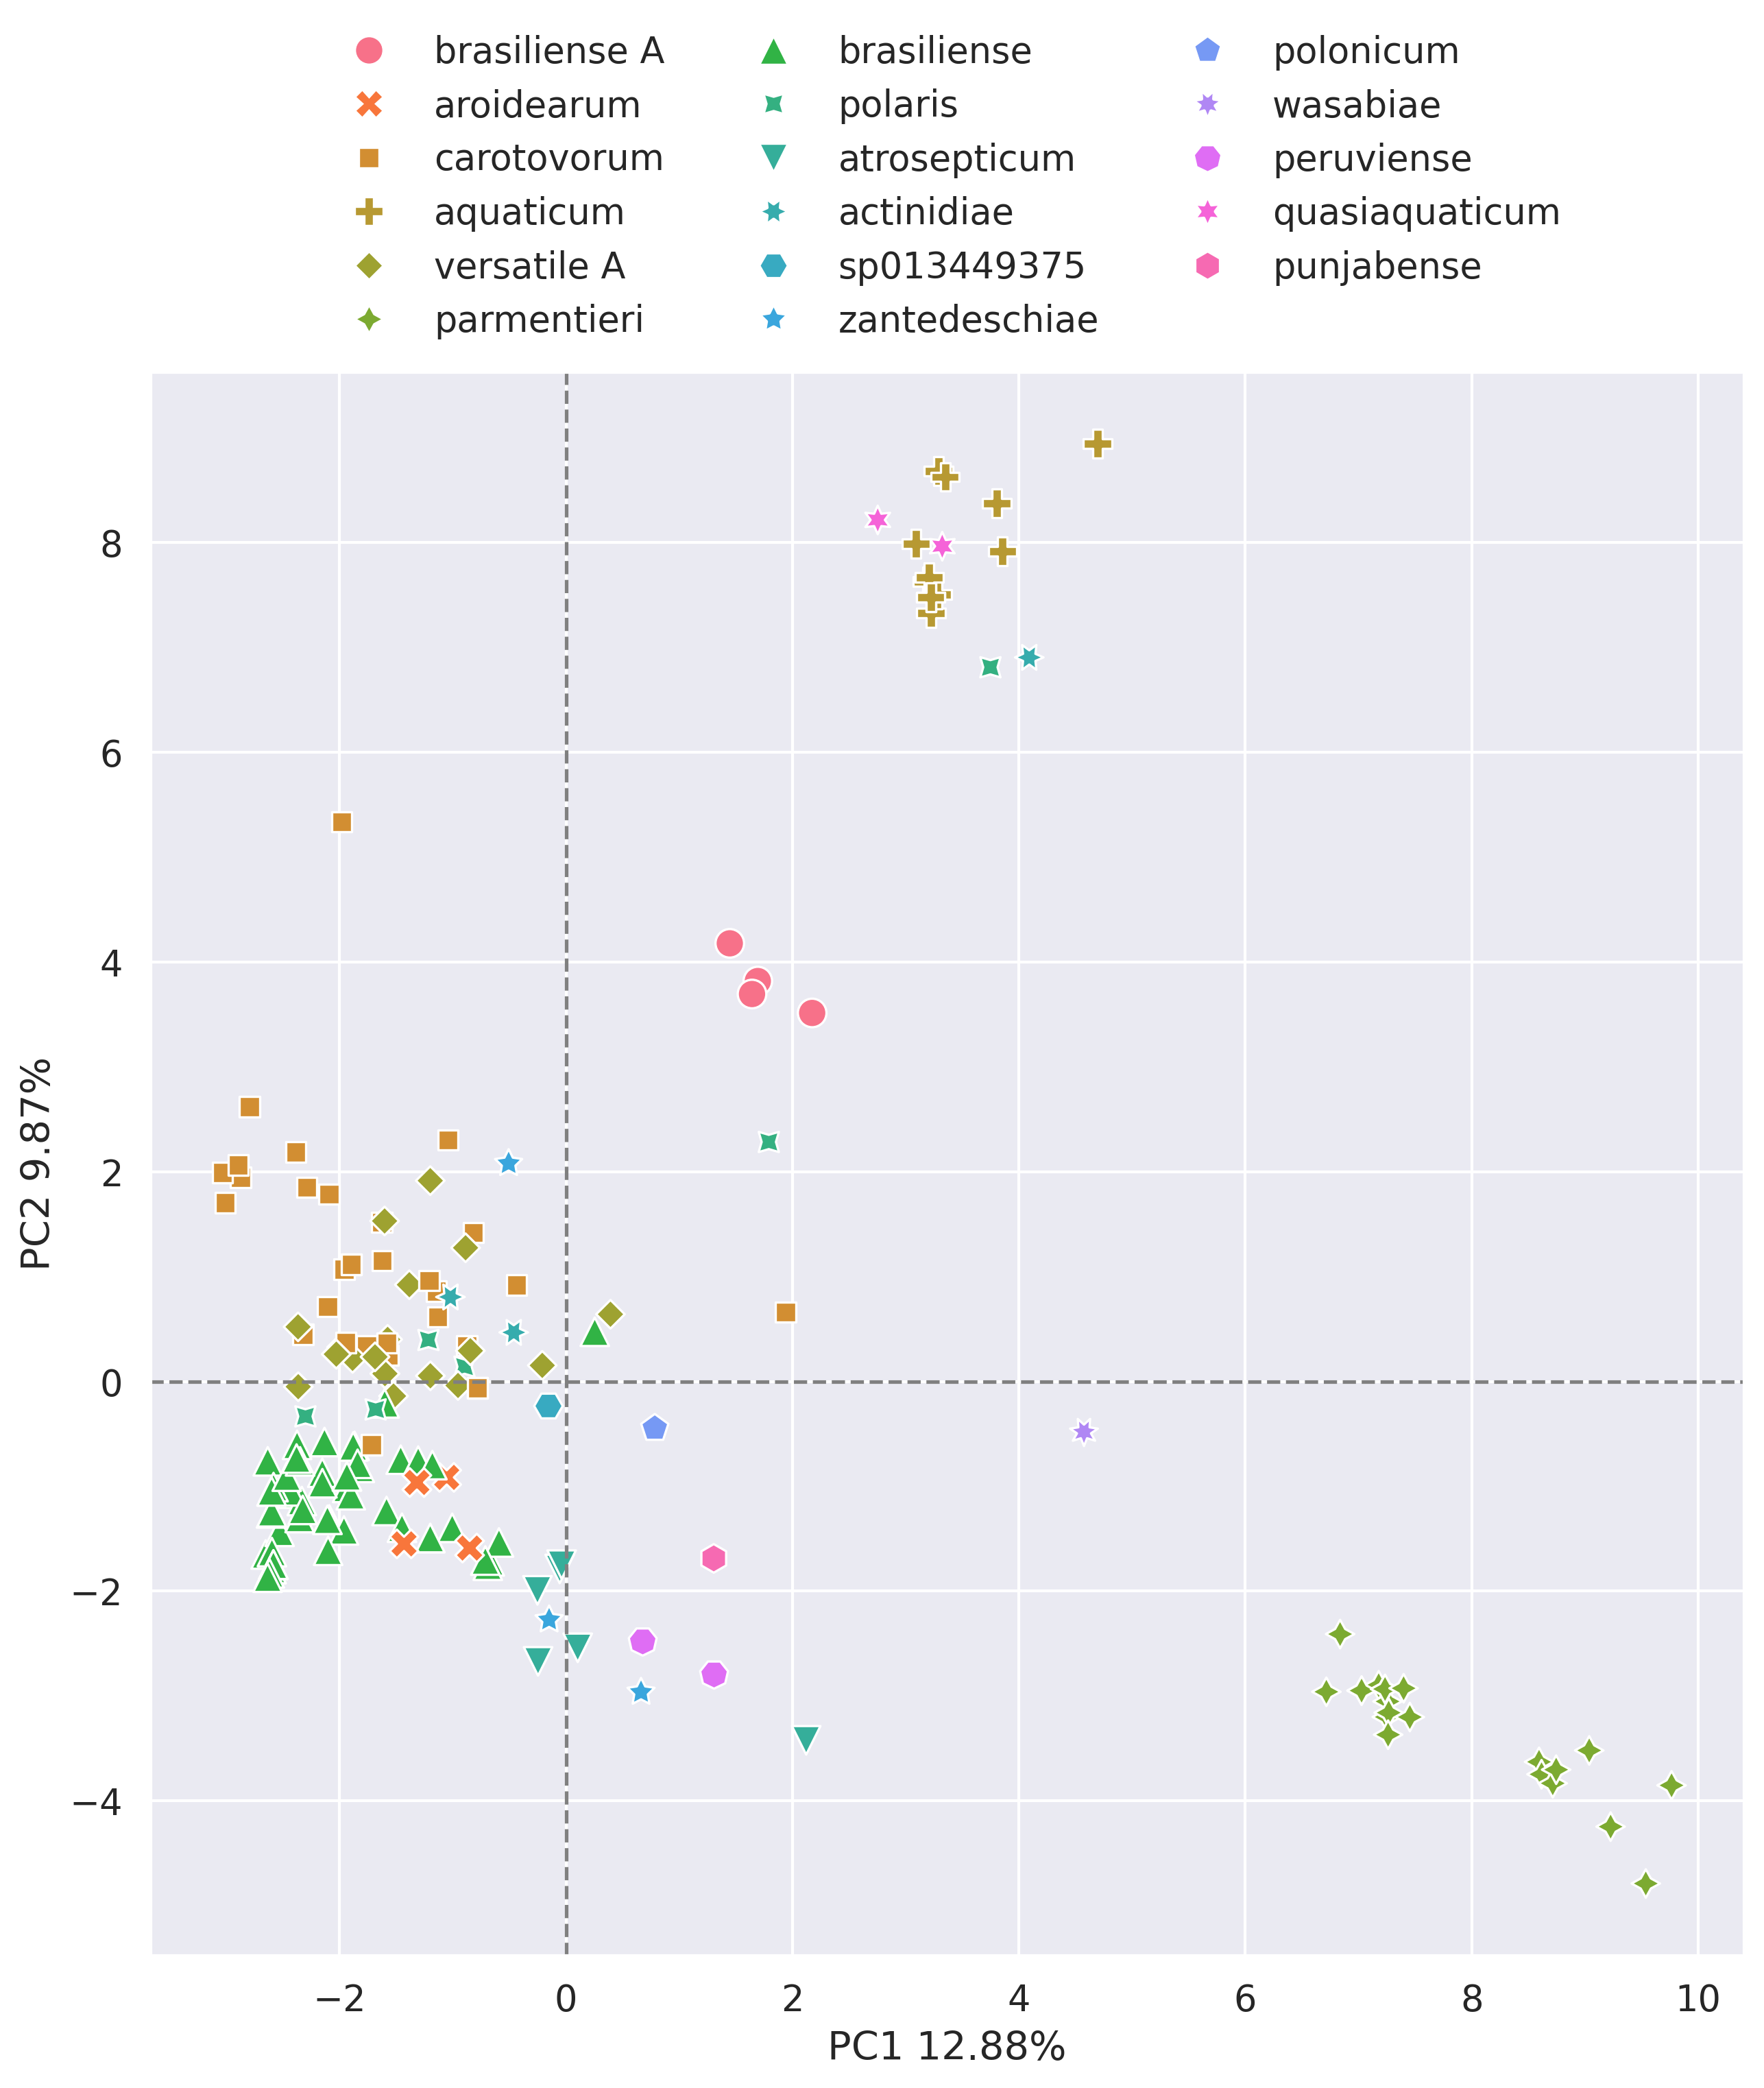 brasiliense A
aroidearum
carotovorum
aquaticum
versatile A
parmentieri
brasiliense
polaris
atrosepticum
actinidiae
sp013449375
zantedeschiae
polonicum
wasabiae
peruviense
quasiaquaticum
punjabense
8
6
4
2
0
−2
−4
PC2 9.87%
−2 0 2 4 6 8 10
PC1 12.88%